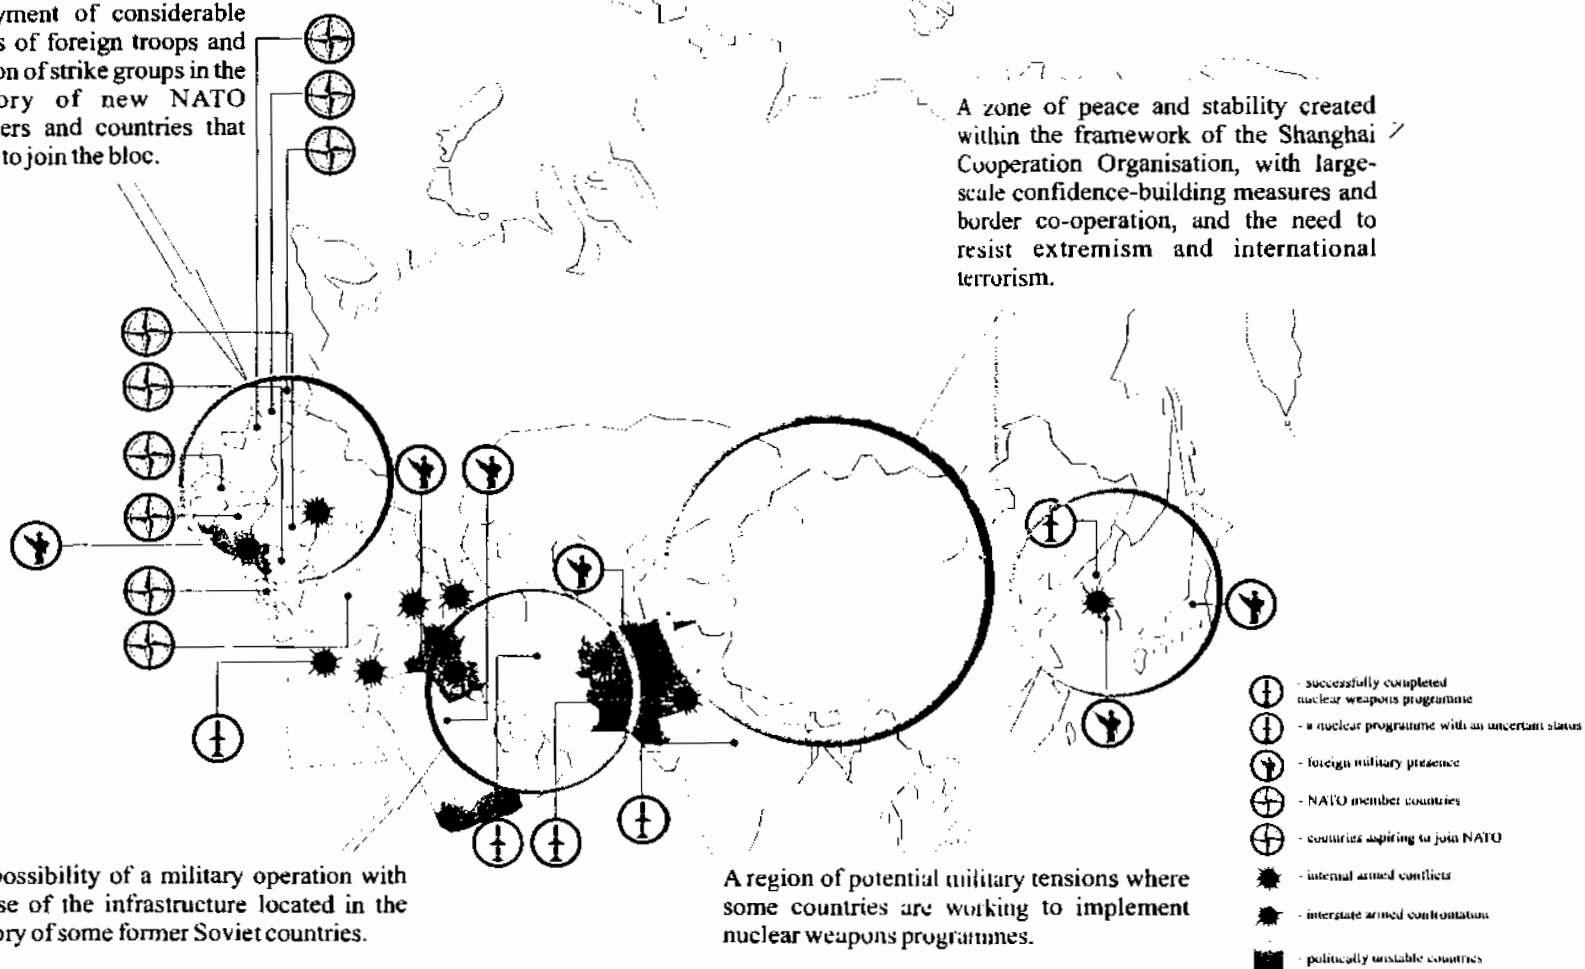 yment of considerable
s of foreign troops and
on of strike groups in the
ory of new NATO
ers and countries that
to join the bloc.
A zone of peace and stability created
within the framework of the Shanghai
Cooperation Organisation, with large-
scale confidence-building measures and
border co-operation, and the need to
resist extremism and international
terrorism.
ossibility of a military operation with
se of the infrastructure located in the
ory of some former Soviet countries.
A region of potential military tensions where
some countries are working to implement
nuclear weapons programmes.
- successfully completed
nuclear weapons programme
- a nuclear programme with an uncertain status
- foreign military presence
- NATO member countries
- countries aspiring to join NATO
- internal armed conflicts
- interstate armed confrontation
- politically unstable countries